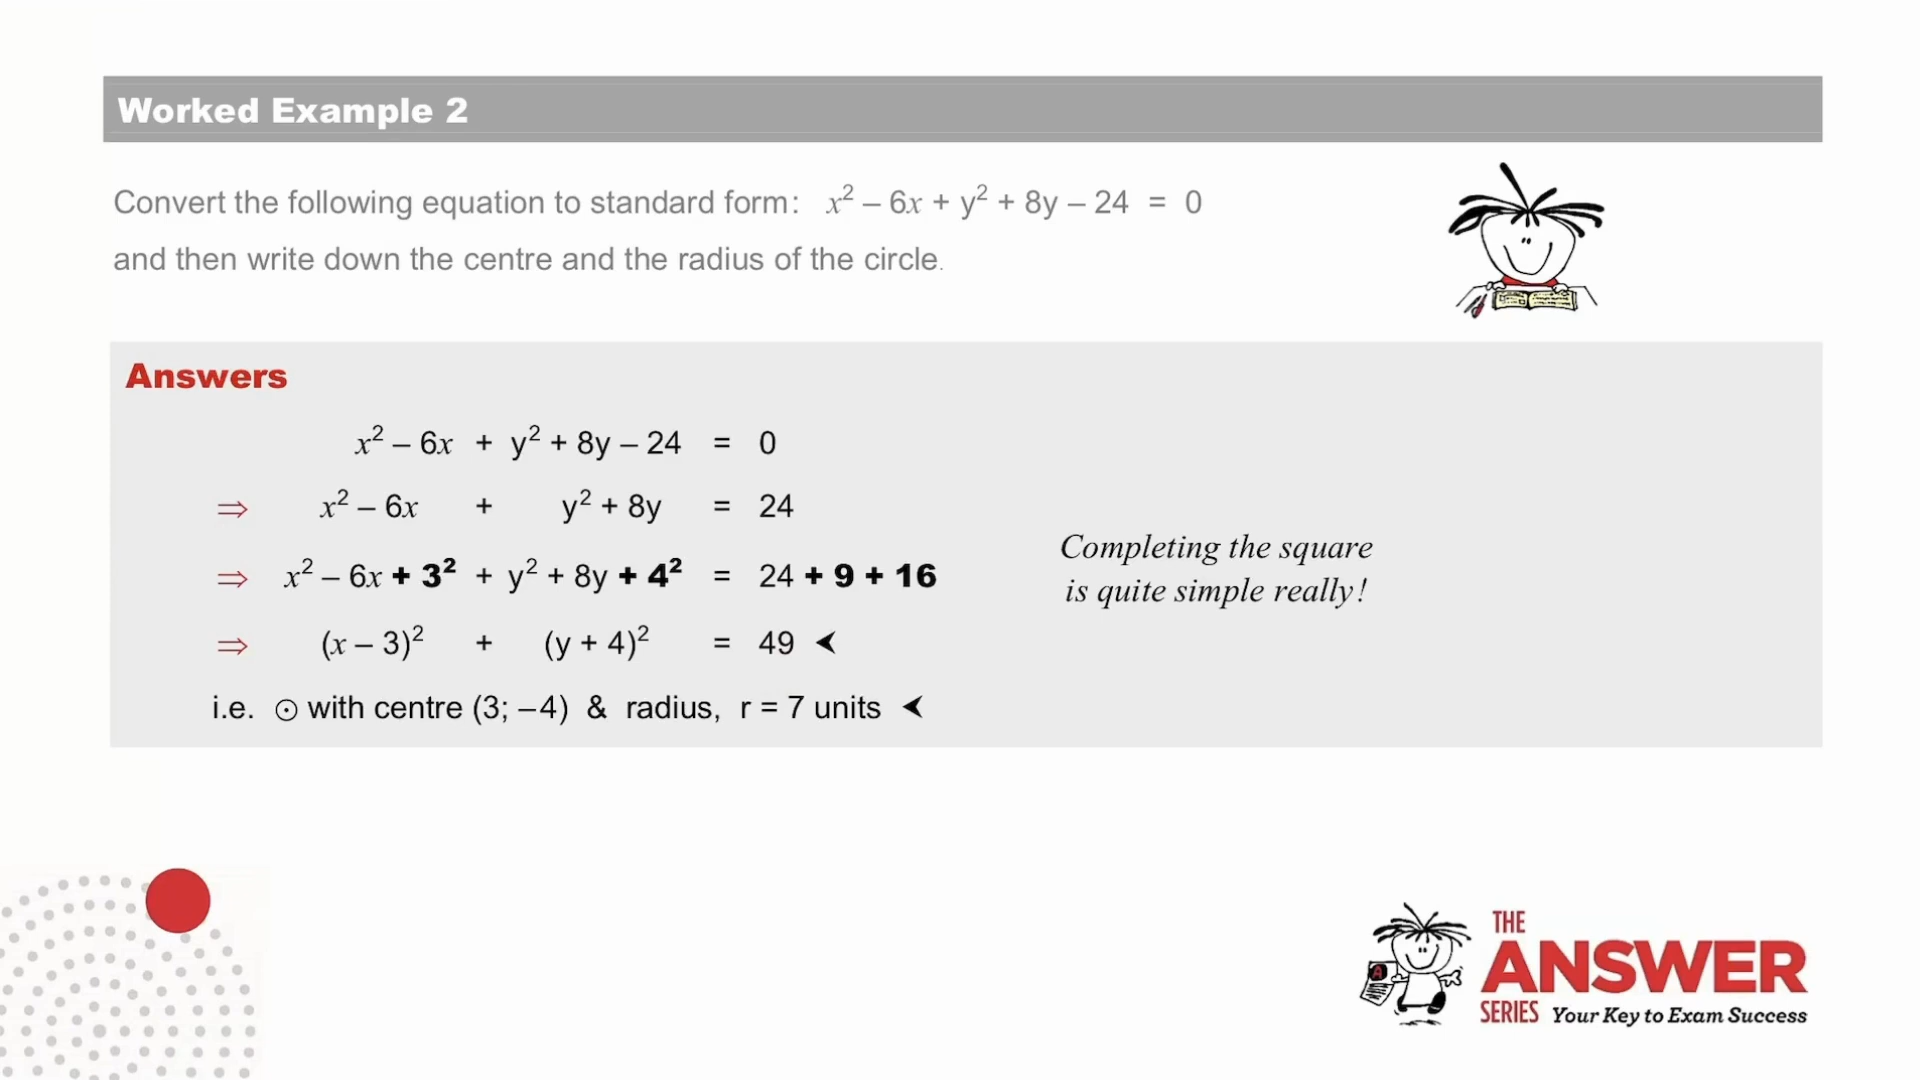 Worked Example 2
Convert the following equation to standard form: x² – 6x + y² + 8y – 24 = 0
and then write down the centre and the radius of the circle.
Answers
x² – 6x + y² + 8y – 24 = 0
⇒ x² – 6x + y² + 8y = 24
⇒ x² – 6x + 3² + y² + 8y + 4² = 24 + 9 + 16
⇒ (x – 3)² + (y + 4)² = 49 ⮜
i.e. ⊙ with centre (3; –4) & radius, r = 7 units ⮜
Completing the square
is quite simple really!
A
THE
ANSWER
SERIES Your Key to Exam Success